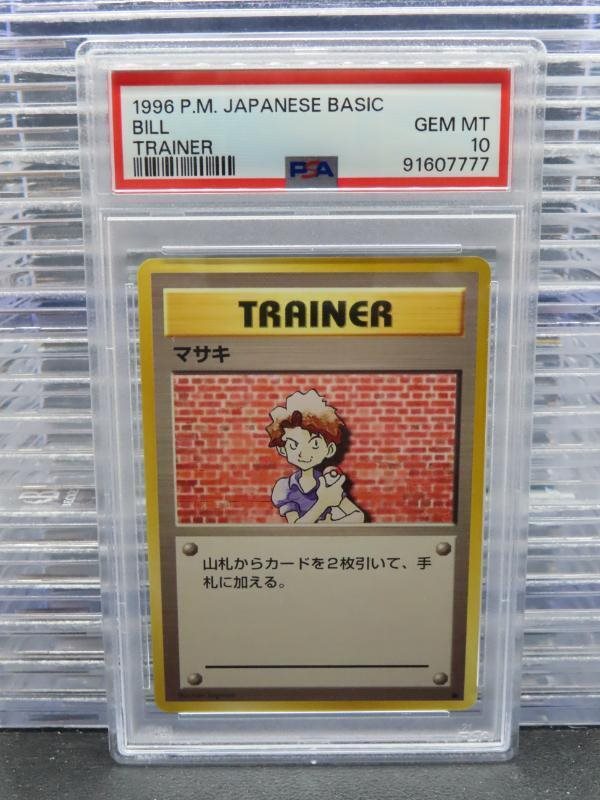 1996 P.M. JAPANESE BASIC
BILL GEM MT
TRAINER 10
PSA 91607777
TRAINER
マサキ
山札からカードを2枚引いて、手
札に加える。